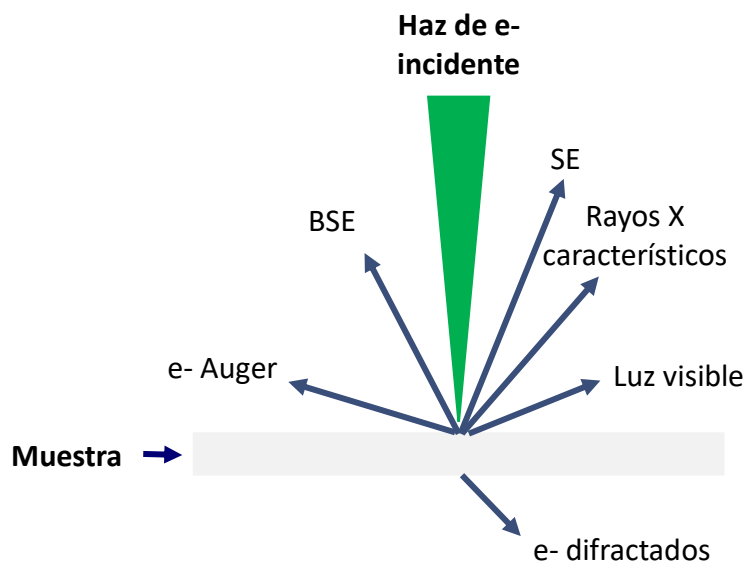 Haz de e-
incidente
SE
BSE
Rayos X
característicos
e- Auger
Luz visible
Muestra
e- difractados